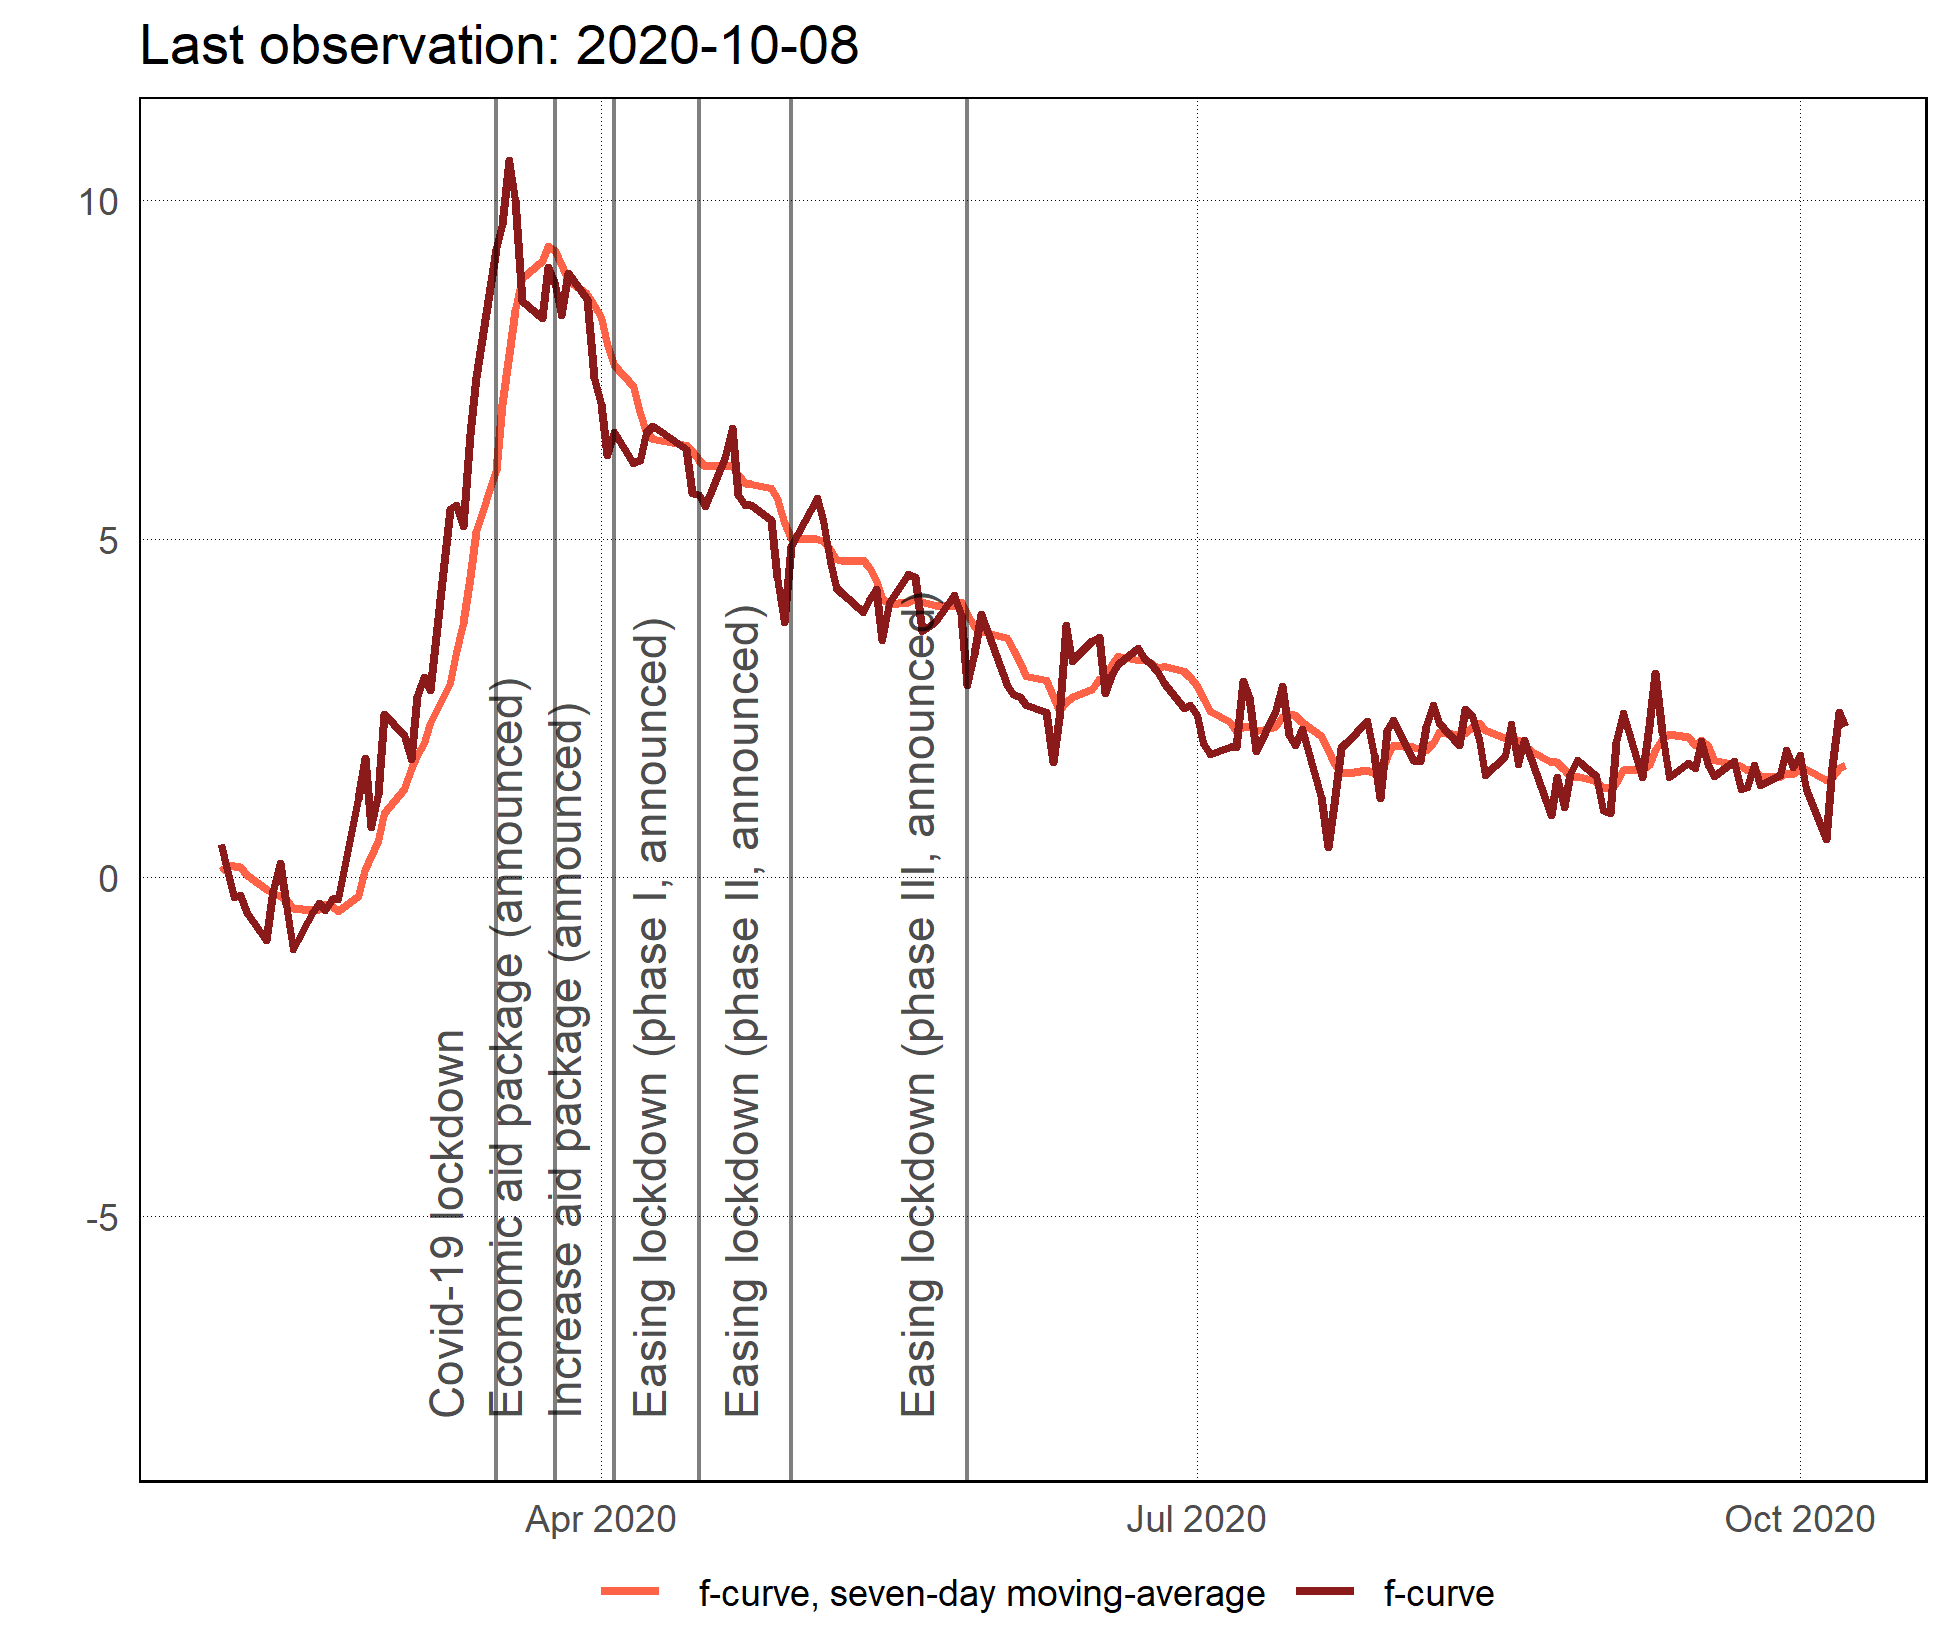 Last observation: 2020-10-08
10
5
0
-5
Covid-19 lockdown
Economic aid package (announced)
Increase aid package (announced)
Easing lockdown (phase I, announced)
Easing lockdown (phase II, announced)
Easing lockdown (phase III, announced)
Apr 2020
Jul 2020
Oct 2020
f-curve, seven-day moving-average
f-curve